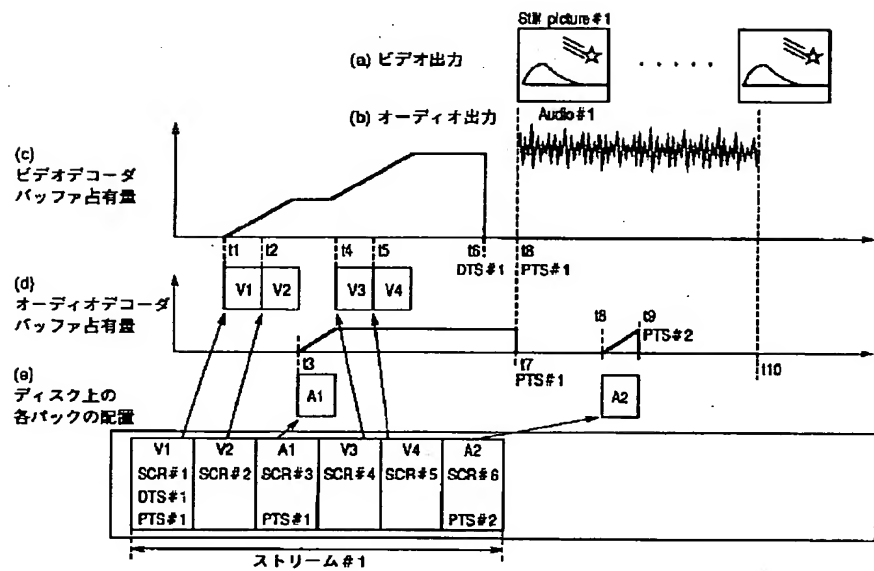 Still picture#1
(a) ビデオ出力
・・・・・
(b) オーディオ出力
Audio#1
(c)
ビデオデコーダ
バッファ占有量
t1 t2 t4 t5 t6 t8
DTS#1 PTS#1
(d)
オーディオデコーダ
バッファ占有量
V1 V2 V3 V4
t3 t7 t8 t9 t10
PTS#1 PTS#2
(e)
ディスク上の
各パックの配置
A1 A2
V1 V2 A1 V3 V4 A2
SCR#1 SCR#2 SCR#3 SCR#4 SCR#5 SCR#6
DTS#1
PTS#1 PTS#1 PTS#2
ストリーム#1